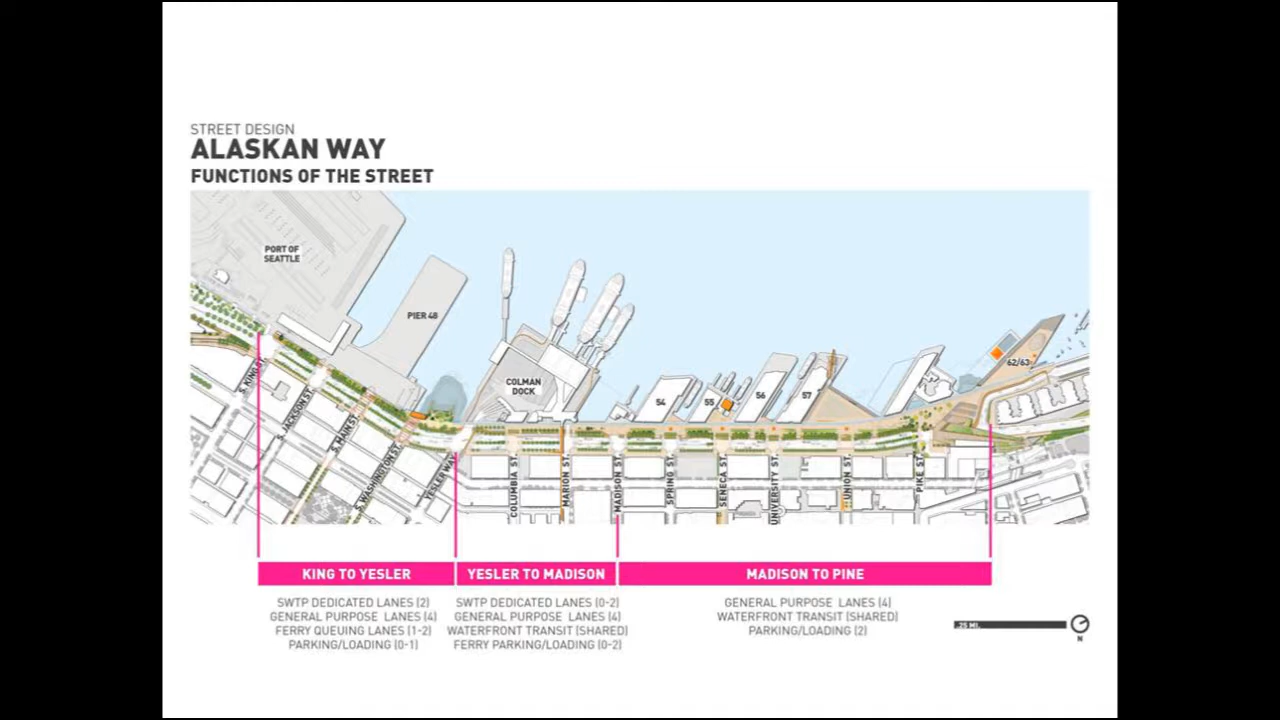 STREET DESIGN
ALASKAN WAY
FUNCTIONS OF THE STREET
PORT OF
SEATTLE
PIER 48
COLMAN
DOCK
54
55
56
57
62/63
S. KING ST.
S. JACKSON ST.
S. MAIN ST.
S. WASHINGTON ST.
YESLER WAY
COLUMBIA ST.
MARION ST.
MADISON ST.
SPRING ST.
SENECA ST.
UNIVERSITY ST.
UNION ST.
PIKE ST.
KING TO YESLER
SWTP DEDICATED LANES (2)
GENERAL PURPOSE LANES (4)
FERRY QUEUING LANES (1-2)
PARKING/LOADING (0-1)
YESLER TO MADISON
SWTP DEDICATED LANES (0-2)
GENERAL PURPOSE LANES (4)
WATERFRONT TRANSIT (SHARED)
FERRY PARKING/LOADING (0-2)
MADISON TO PINE
GENERAL PURPOSE LANES (4)
WATERFRONT TRANSIT (SHARED)
PARKING/LOADING (2)
.25 MI.
N